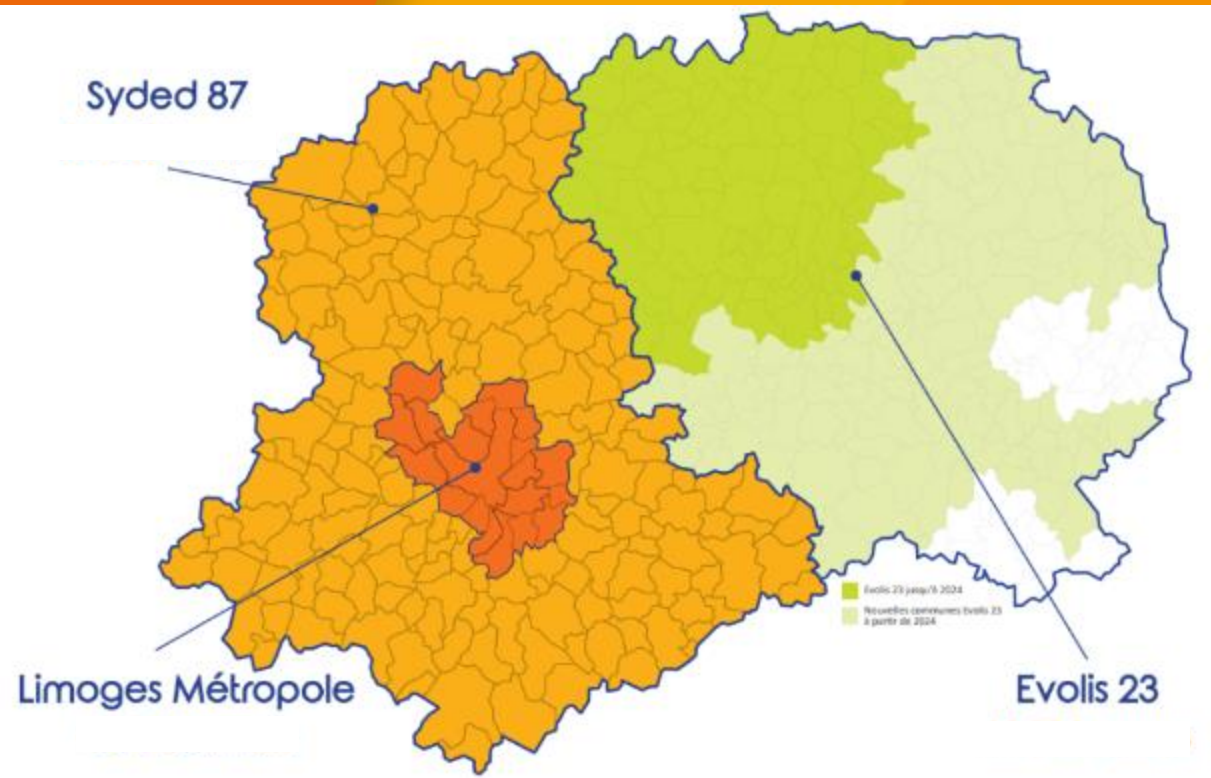 Syded 87
Evolis 23 jusqu'à 2024
Nouvelles communes Evolis 23
à partir de 2024
Limoges Métropole
Evolis 23